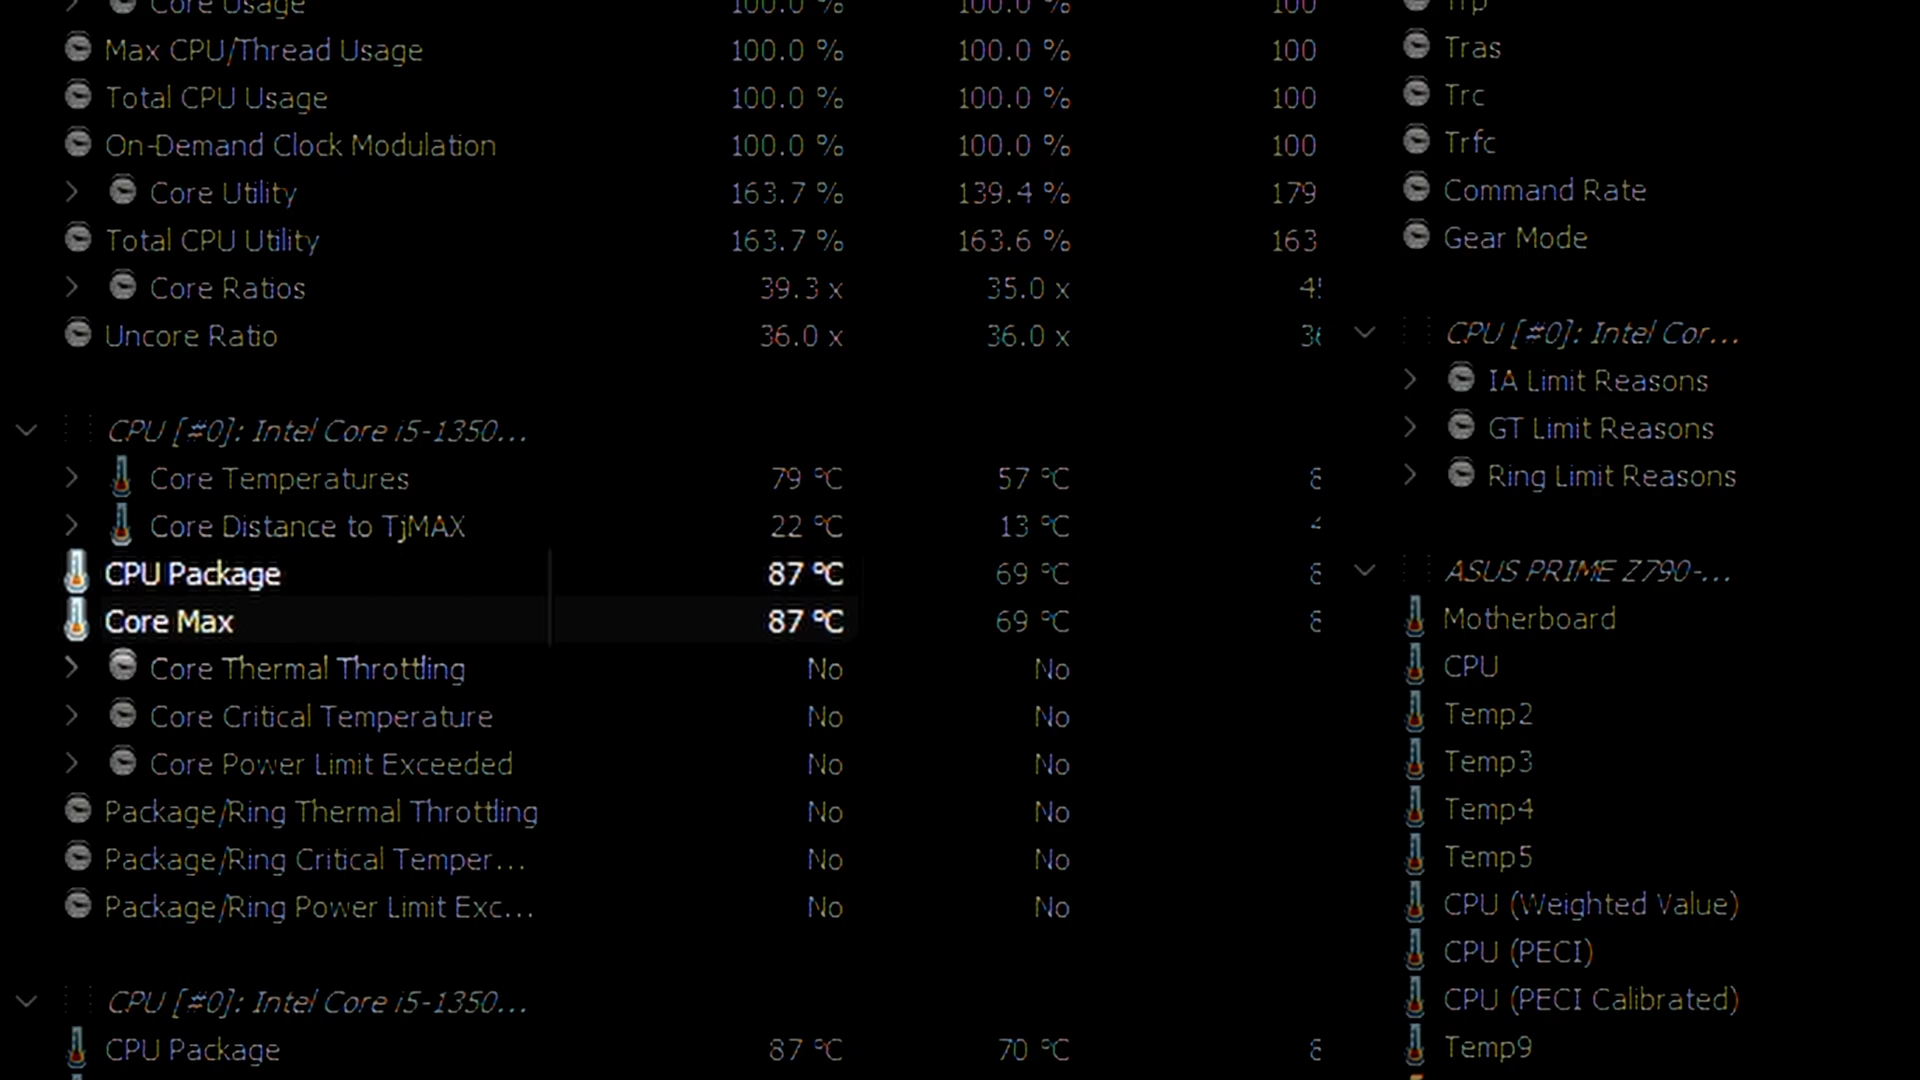 Core Usage 100.0 % 100.0 % 100
Max CPU/Thread Usage 100.0 % 100.0 % 100
Total CPU Usage 100.0 % 100.0 % 100
On-Demand Clock Modulation 100.0 % 100.0 % 100
Core Utility 163.7 % 139.4 % 179
Total CPU Utility 163.7 % 163.6 % 163
Core Ratios 39.3 x 35.0 x
Uncore Ratio 36.0 x 36.0 x
CPU [#0]: Intel Core i5-1350...
Core Temperatures 79 °C 57 °C
Core Distance to TjMAX 22 °C 13 °C
CPU Package 87 °C 69 °C
Core Max 87 °C 69 °C
Core Thermal Throttling No No
Core Critical Temperature No No
Core Power Limit Exceeded No No
Package/Ring Thermal Throttling No No
Package/Ring Critical Temper... No No
Package/Ring Power Limit Exc... No No
CPU [#0]: Intel Core i5-1350...
CPU Package 87 °C 70 °C
Trp
Tras
Trc
Trfc
Command Rate
Gear Mode
CPU [#0]: Intel Cor...
IA Limit Reasons
GT Limit Reasons
Ring Limit Reasons
ASUS PRIME Z790-...
Motherboard
CPU
Temp2
Temp3
Temp4
Temp5
CPU (Weighted Value)
CPU (PECI)
CPU (PECI Calibrated)
Temp9